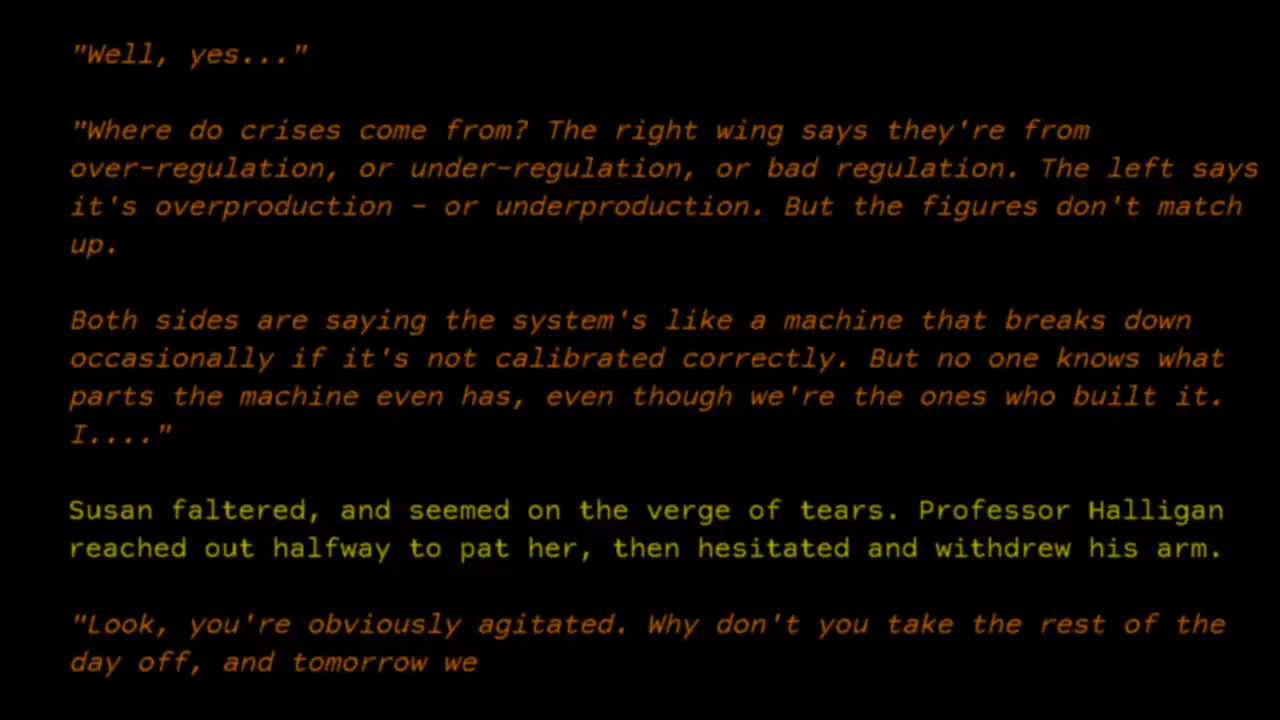 "Well, yes..."
"Where do crises come from? The right wing says they're from
over-regulation, or under-regulation, or bad regulation. The left says
it's overproduction - or underproduction. But the figures don't match
up.
Both sides are saying the system's like a machine that breaks down
occasionally if it's not calibrated correctly. But no one knows what
parts the machine even has, even though we're the ones who built it.
I...."
Susan faltered, and seemed on the verge of tears. Professor Halligan
reached out halfway to pat her, then hesitated and withdrew his arm.
"Look, you're obviously agitated. Why don't you take the rest of the
day off, and tomorrow we